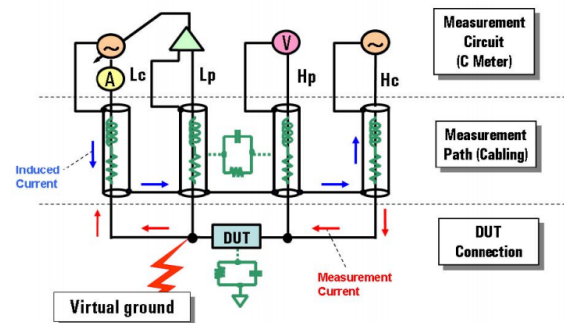 Measurement
Circuit
(C Meter)
A
Lc
Lp
V
Hp
Hc
Measurement
Path (Cabling)
Induced
Current
DUT
DUT
Connection
Measurement
Current
Virtual ground